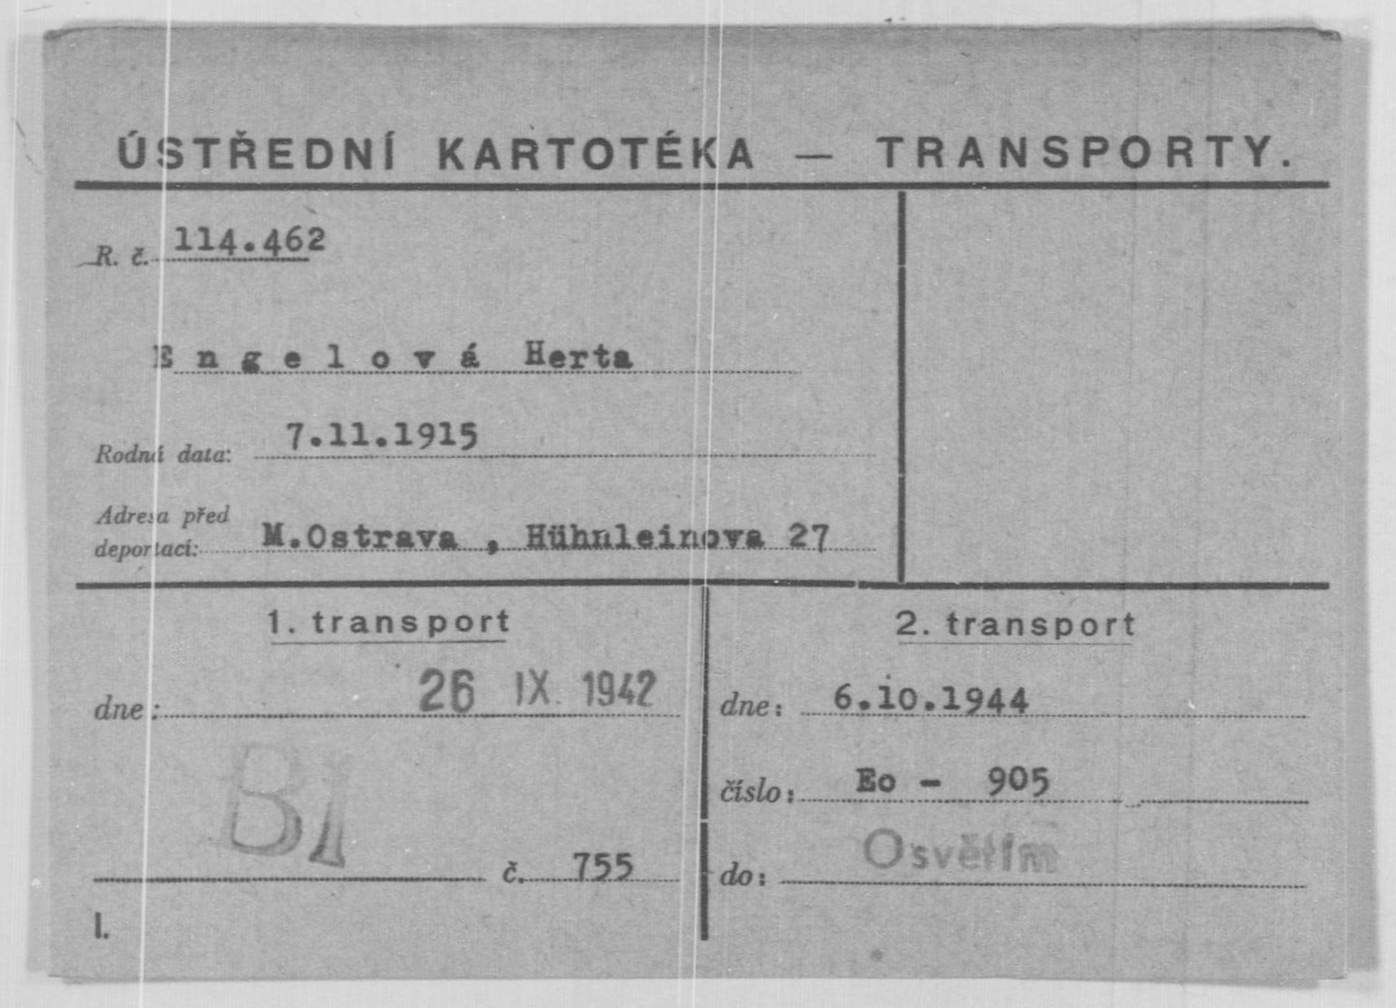 ÚSTŘEDNÍ KARTOTÉKA — TRANSPORTY.
R. č. 114.462
Engelová Herta
Rodná data: 7.11.1915
Adresa před
deportací: M.Ostrava , Hühnleinova 27
1. transport
dne: 26 IX. 1942
BI
č. 755
I.
2. transport
dne: 6.10.1944
číslo: Eo - 905
do: Osvětim